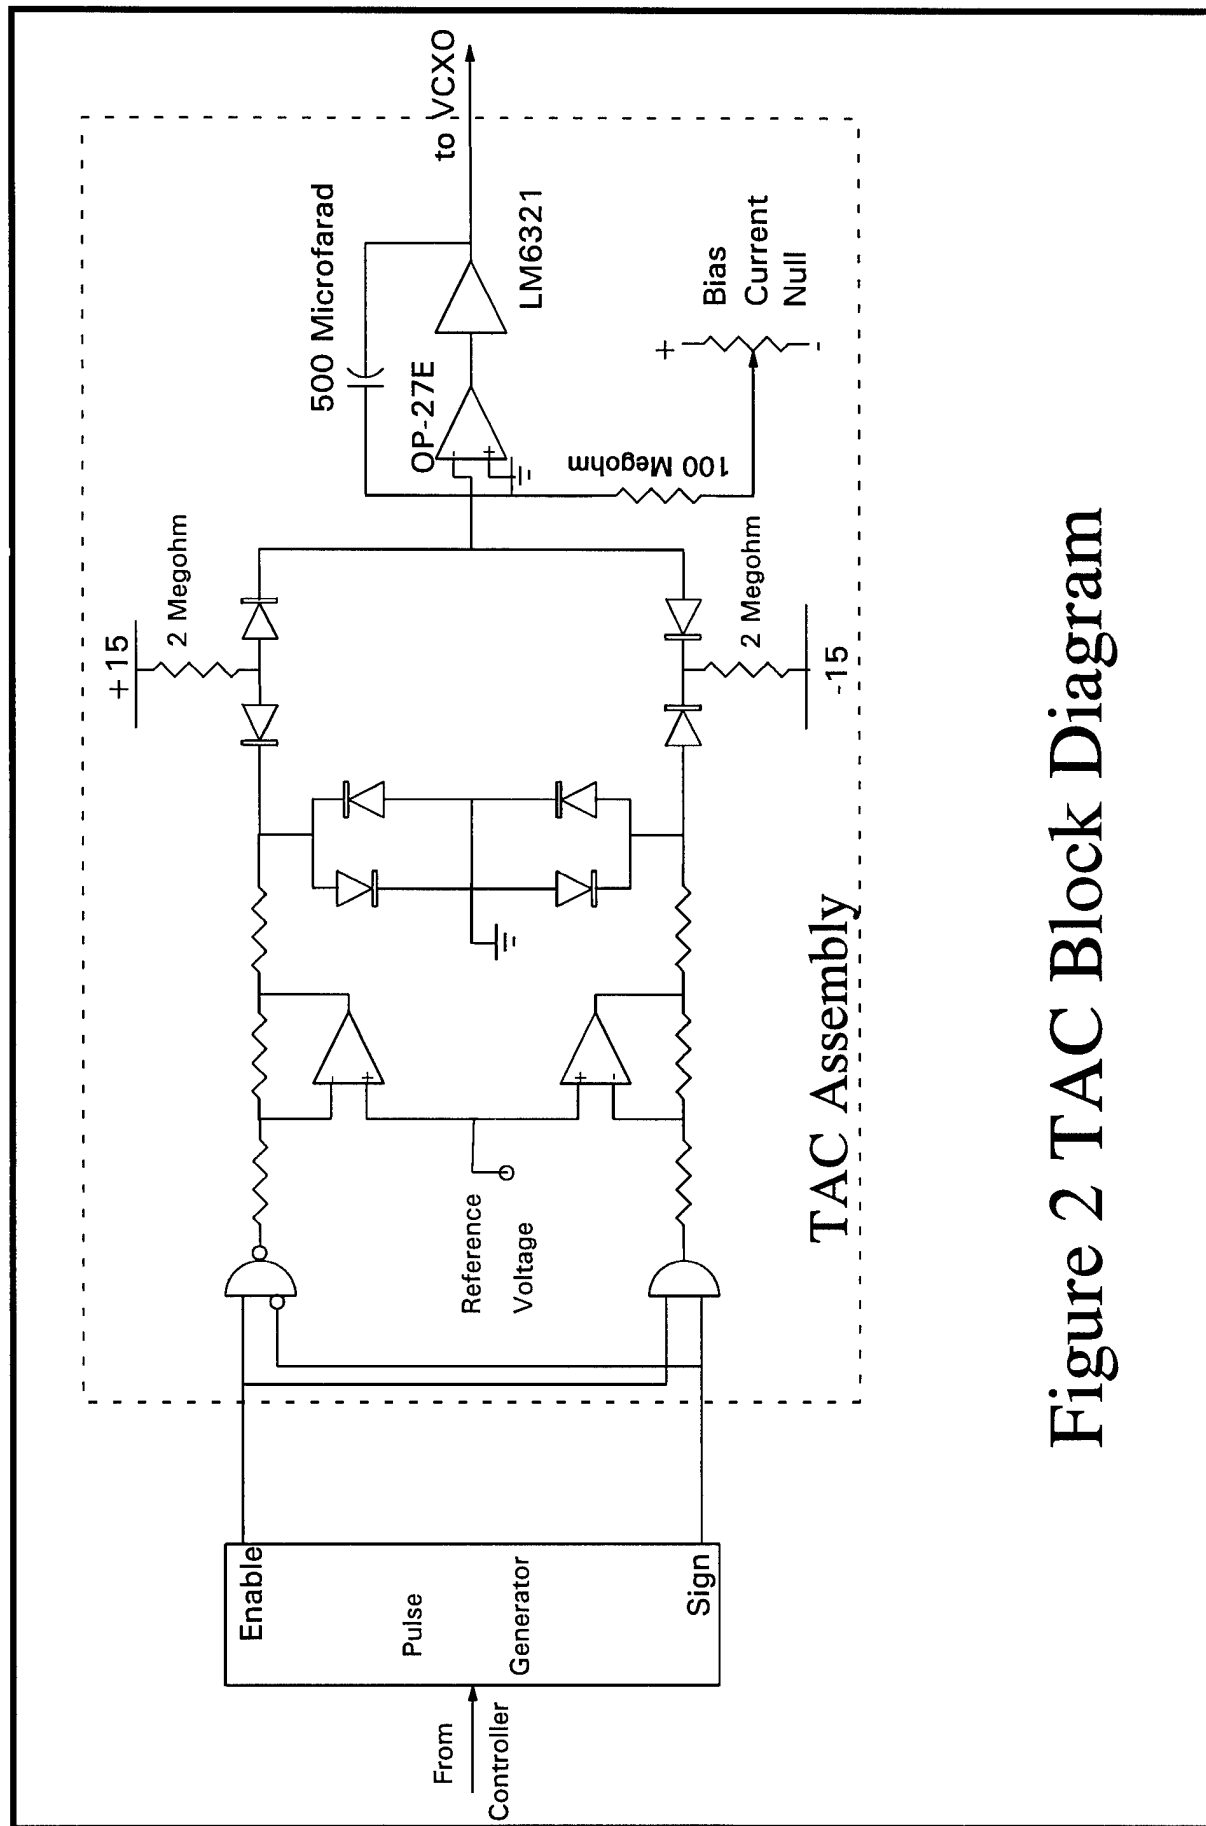 From
Controller
Enable
Pulse
Generator
Sign
Reference
Voltage
+
-
+
-
+15
2 Megohm
2 Megohm
-15
500 Microfarad
OP-27E
-
+
LM6321
to VCXO
100 Megohm
+
-
Bias
Current
Null
TAC Assembly
Figure 2 TAC Block Diagram